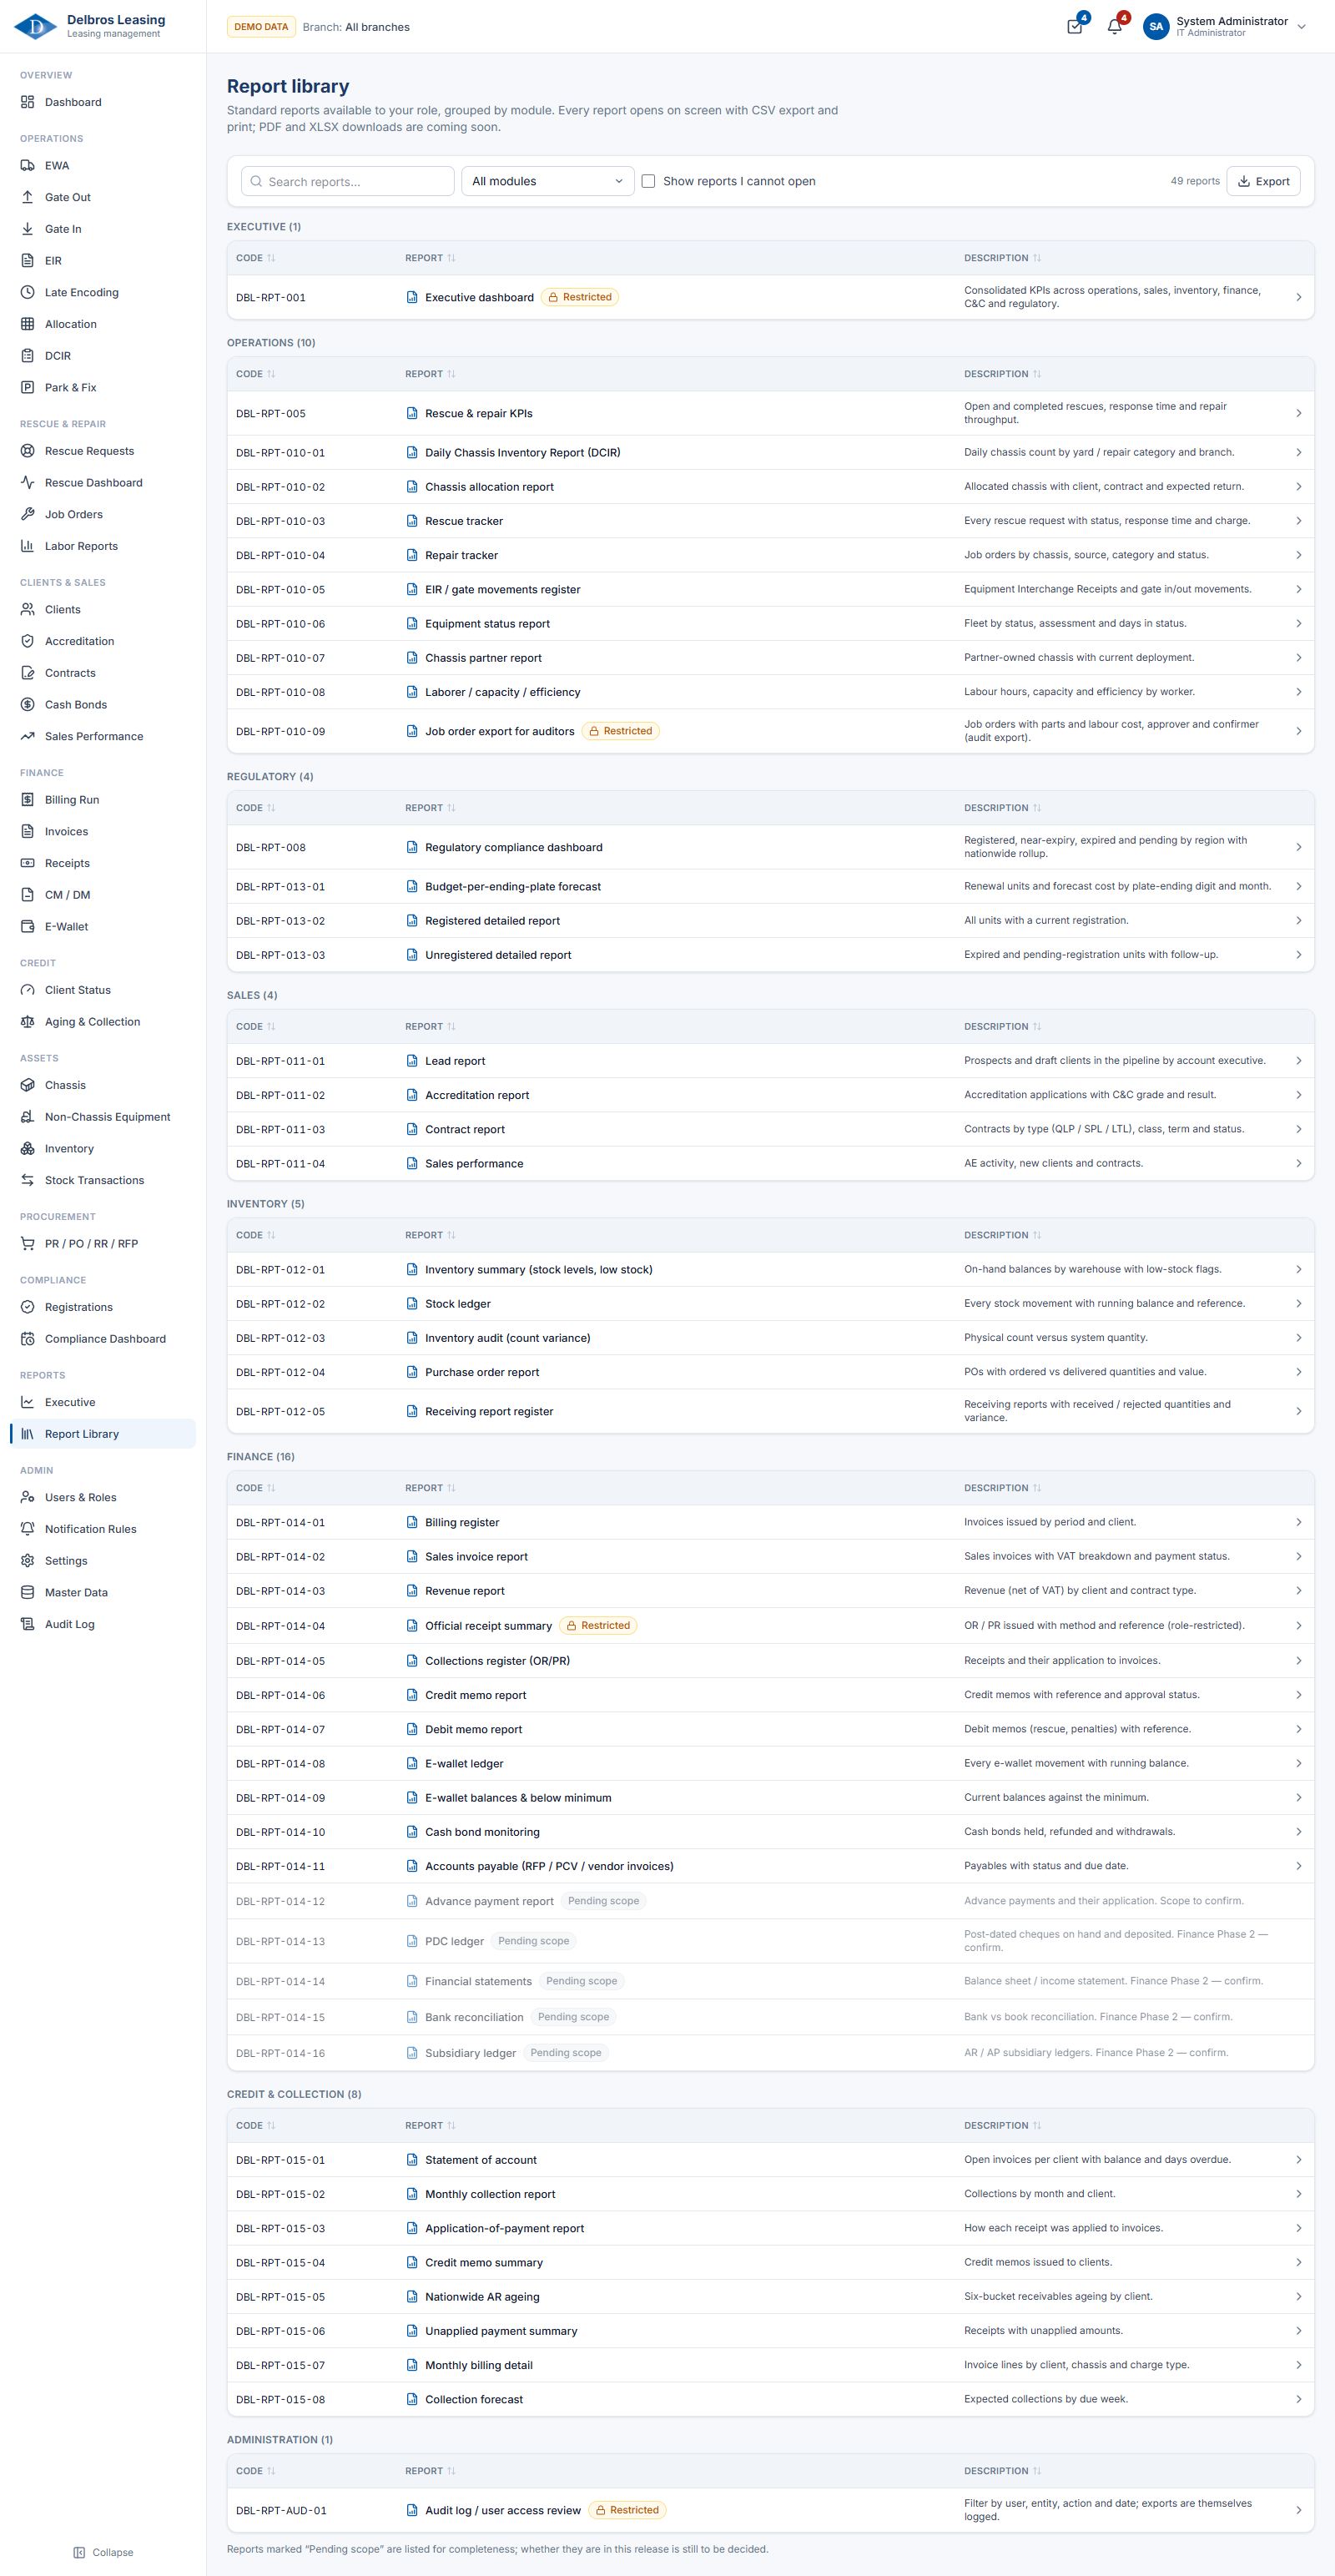 Delbros Leasing
Leasing management
DEMO DATA
Branch: All branches
4
4
SA
System Administrator
IT Administrator
OVERVIEW
Dashboard
OPERATIONS
EWA
Gate Out
Gate In
EIR
Late Encoding
Allocation
DCIR
Park & Fix
RESCUE & REPAIR
Rescue Requests
Rescue Dashboard
Job Orders
Labor Reports
CLIENTS & SALES
Clients
Accreditation
Contracts
Cash Bonds
Sales Performance
FINANCE
Billing Run
Invoices
Receipts
CM / DM
E-Wallet
CREDIT
Client Status
Aging & Collection
ASSETS
Chassis
Non-Chassis Equipment
Inventory
Stock Transactions
PROCUREMENT
PR / PO / RR / RFP
COMPLIANCE
Registrations
Compliance Dashboard
REPORTS
Executive
Report Library
ADMIN
Users & Roles
Notification Rules
Settings
Master Data
Audit Log
Collapse
Report library
Standard reports available to your role, grouped by module. Every report opens on screen with CSV export and
print; PDF and XLSX downloads are coming soon.
Search reports...
All modules
Show reports I cannot open
49 reports
Export
EXECUTIVE (1)
CODE REPORT DESCRIPTION
DBL-RPT-001 Executive dashboard Restricted Consolidated KPIs across operations, sales, inventory, finance,
C&C and regulatory.
OPERATIONS (10)
CODE REPORT DESCRIPTION
DBL-RPT-005 Rescue & repair KPIs Open and completed rescues, response time and repair
throughput.
DBL-RPT-010-01 Daily Chassis Inventory Report (DCIR) Daily chassis count by yard / repair category and branch.
DBL-RPT-010-02 Chassis allocation report Allocated chassis with client, contract and expected return.
DBL-RPT-010-03 Rescue tracker Every rescue request with status, response time and charge.
DBL-RPT-010-04 Repair tracker Job orders by chassis, source, category and status.
DBL-RPT-010-05 EIR / gate movements register Equipment Interchange Receipts and gate in/out movements.
DBL-RPT-010-06 Equipment status report Fleet by status, assessment and days in status.
DBL-RPT-010-07 Chassis partner report Partner-owned chassis with current deployment.
DBL-RPT-010-08 Laborer / capacity / efficiency Labour hours, capacity and efficiency by worker.
DBL-RPT-010-09 Job order export for auditors Restricted Job orders with parts and labour cost, approver and confirmer
(audit export).
REGULATORY (4)
CODE REPORT DESCRIPTION
DBL-RPT-008 Regulatory compliance dashboard Registered, near-expiry, expired and pending by region with
nationwide rollup.
DBL-RPT-013-01 Budget-per-ending-plate forecast Renewal units and forecast cost by plate-ending digit and month.
DBL-RPT-013-02 Registered detailed report All units with a current registration.
DBL-RPT-013-03 Unregistered detailed report Expired and pending-registration units with follow-up.
SALES (4)
CODE REPORT DESCRIPTION
DBL-RPT-011-01 Lead report Prospects and draft clients in the pipeline by account executive.
DBL-RPT-011-02 Accreditation report Accreditation applications with C&C grade and result.
DBL-RPT-011-03 Contract report Contracts by type (QLP / SPL / LTL), class, term and status.
DBL-RPT-011-04 Sales performance AE activity, new clients and contracts.
INVENTORY (5)
CODE REPORT DESCRIPTION
DBL-RPT-012-01 Inventory summary (stock levels, low stock) On-hand balances by warehouse with low-stock flags.
DBL-RPT-012-02 Stock ledger Every stock movement with running balance and reference.
DBL-RPT-012-03 Inventory audit (count variance) Physical count versus system quantity.
DBL-RPT-012-04 Purchase order report POs with ordered vs delivered quantities and value.
DBL-RPT-012-05 Receiving report register Receiving reports with received / rejected quantities and
variance.
FINANCE (16)
CODE REPORT DESCRIPTION
DBL-RPT-014-01 Billing register Invoices issued by period and client.
DBL-RPT-014-02 Sales invoice report Sales invoices with VAT breakdown and payment status.
DBL-RPT-014-03 Revenue report Revenue (net of VAT) by client and contract type.
DBL-RPT-014-04 Official receipt summary Restricted OR / PR issued with method and reference (role-restricted).
DBL-RPT-014-05 Collections register (OR/PR) Receipts and their application to invoices.
DBL-RPT-014-06 Credit memo report Credit memos with reference and approval status.
DBL-RPT-014-07 Debit memo report Debit memos (rescue, penalties) with reference.
DBL-RPT-014-08 E-wallet ledger Every e-wallet movement with running balance.
DBL-RPT-014-09 E-wallet balances & below minimum Current balances against the minimum.
DBL-RPT-014-10 Cash bond monitoring Cash bonds held, refunded and withdrawals.
DBL-RPT-014-11 Accounts payable (RFP / PCV / vendor invoices) Payables with status and due date.
DBL-RPT-014-12 Advance payment report Pending scope Advance payments and their application. Scope to confirm.
DBL-RPT-014-13 PDC ledger Pending scope Post-dated cheques on hand and deposited. Finance Phase 2 —
confirm.
DBL-RPT-014-14 Financial statements Pending scope Balance sheet / income statement. Finance Phase 2 — confirm.
DBL-RPT-014-15 Bank reconciliation Pending scope Bank vs book reconciliation. Finance Phase 2 — confirm.
DBL-RPT-014-16 Subsidiary ledger Pending scope AR / AP subsidiary ledgers. Finance Phase 2 — confirm.
CREDIT & COLLECTION (8)
CODE REPORT DESCRIPTION
DBL-RPT-015-01 Statement of account Open invoices per client with balance and days overdue.
DBL-RPT-015-02 Monthly collection report Collections by month and client.
DBL-RPT-015-03 Application-of-payment report How each receipt was applied to invoices.
DBL-RPT-015-04 Credit memo summary Credit memos issued to clients.
DBL-RPT-015-05 Nationwide AR ageing Six-bucket receivables ageing by client.
DBL-RPT-015-06 Unapplied payment summary Receipts with unapplied amounts.
DBL-RPT-015-07 Monthly billing detail Invoice lines by client, chassis and charge type.
DBL-RPT-015-08 Collection forecast Expected collections by due week.
ADMINISTRATION (1)
CODE REPORT DESCRIPTION
DBL-RPT-AUD-01 Audit log / user access review Restricted Filter by user, entity, action and date; exports are themselves
logged.
Reports marked “Pending scope” are listed for completeness; whether they are in this release is still to be decided.